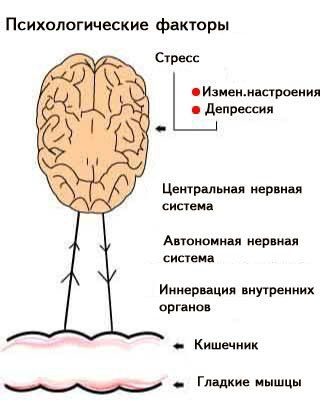 Психологические факторы
Стресс
Измен.настроения
Депрессия
Центральная нервная
система
Автономная нервная
система
Иннервация внутренних
органов
Кишечник
Гладкие мышцы